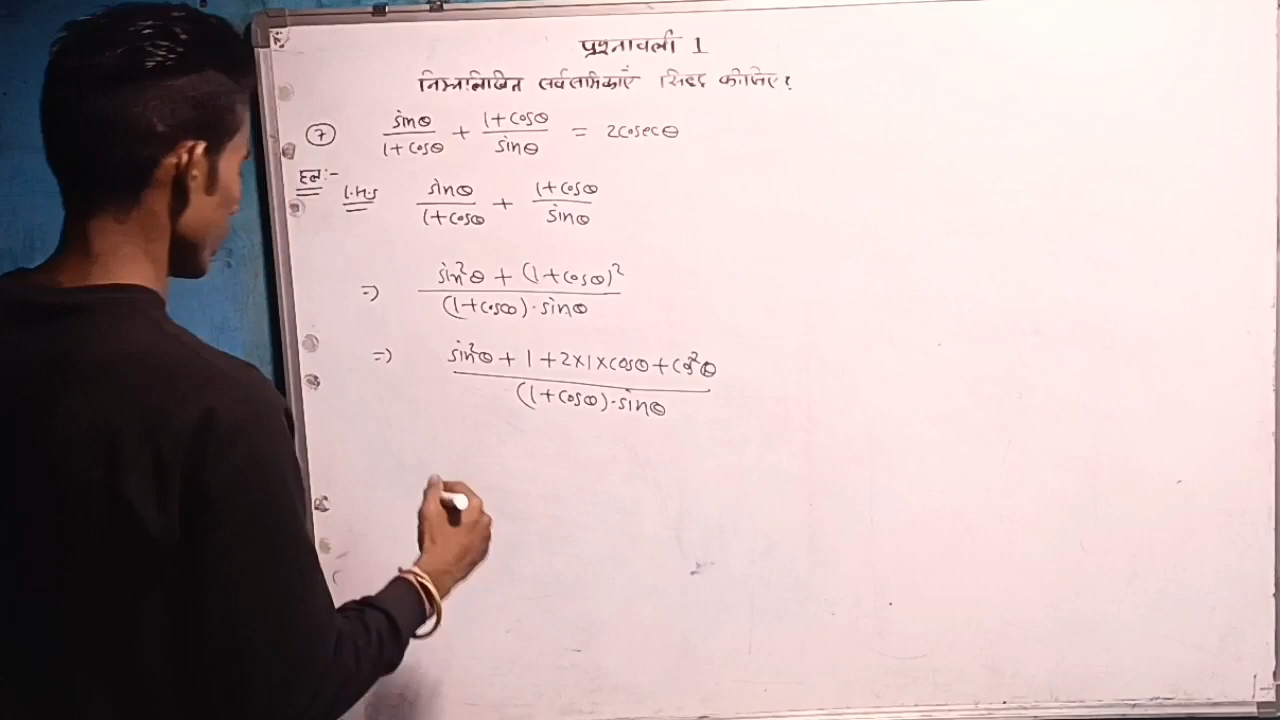 प्रश्नावली 1
निम्नलिखित सर्वसमिकाएँ सिद्ध कीजिए?
7 sinθ/1+cosθ + 1+cosθ/sinθ = 2cosecθ
हल:-
L.H.S sinθ/1+cosθ + 1+cosθ/sinθ
=) sin²θ + (1+cosθ)²/(1+cosθ)·sinθ
=) sin²θ + 1 + 2×1×cosθ + cos²θ/(1+cosθ)·sinθ